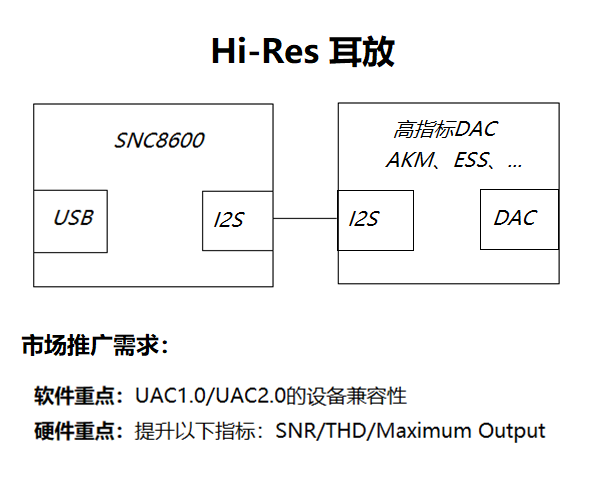 Hi-Res 耳放
SNC8600
高指标DAC
AKM、ESS、...
USB
I2S
I2S
DAC
市场推广需求：
软件重点：UAC1.0/UAC2.0的设备兼容性
硬件重点：提升以下指标：SNR/THD/Maximum Output